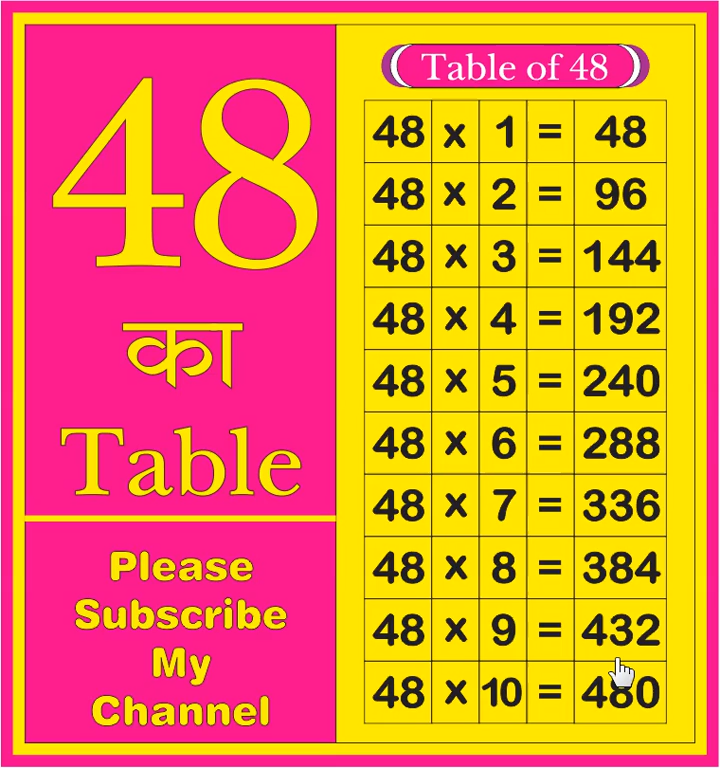 48
का
Table
Please
Subscribe
My
Channel
Table of 48
48 x 1 = 48
48 x 2 = 96
48 x 3 = 144
48 x 4 = 192
48 x 5 = 240
48 x 6 = 288
48 x 7 = 336
48 x 8 = 384
48 x 9 = 432
48 x 10 = 480